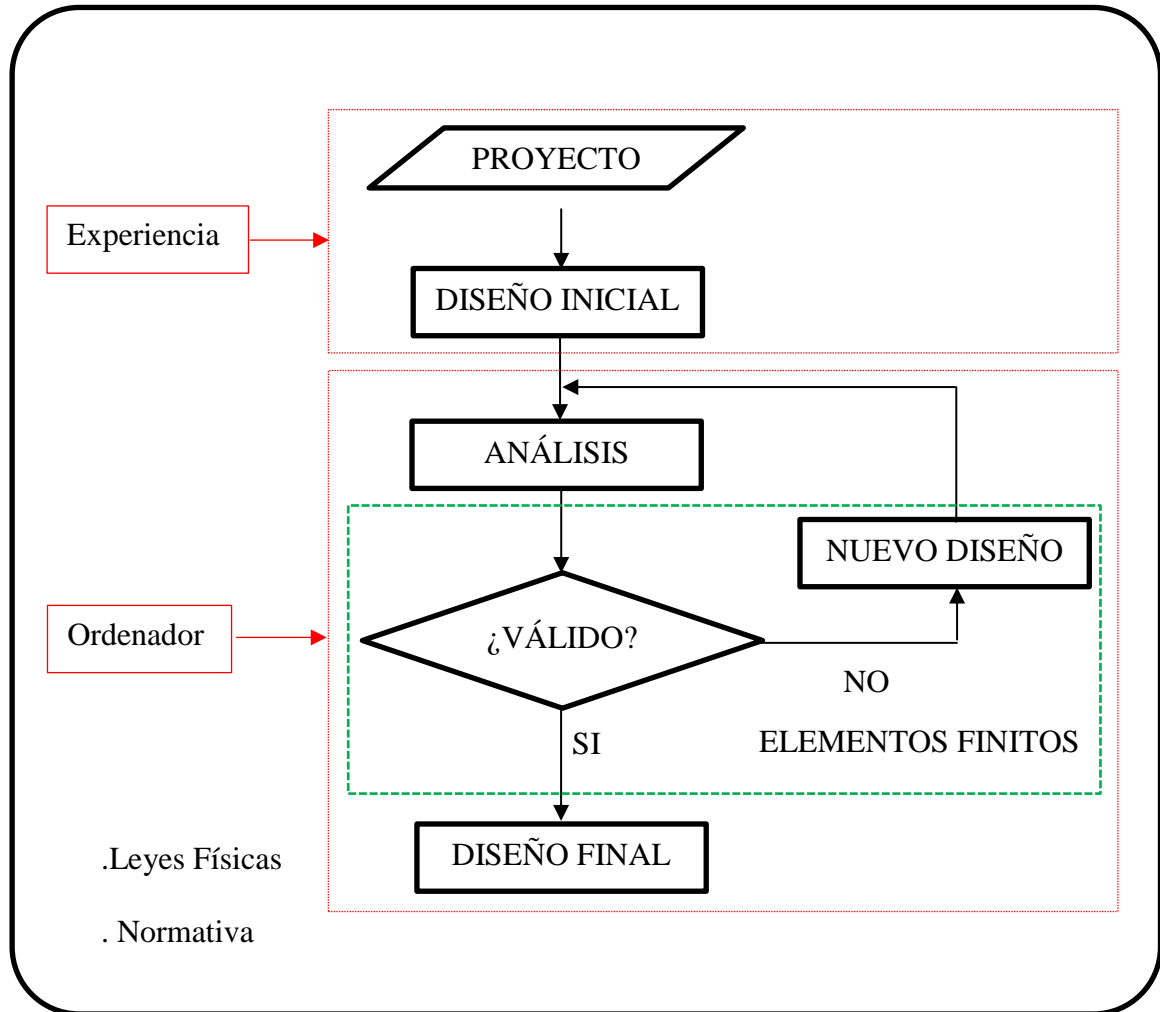 PROYECTO
Experiencia
DISEÑO INICIAL
ANÁLISIS
NUEVO DISEÑO
Ordenador
¿VÁLIDO?
NO
SI
ELEMENTOS FINITOS
DISEÑO FINAL
.Leyes Físicas
. Normativa